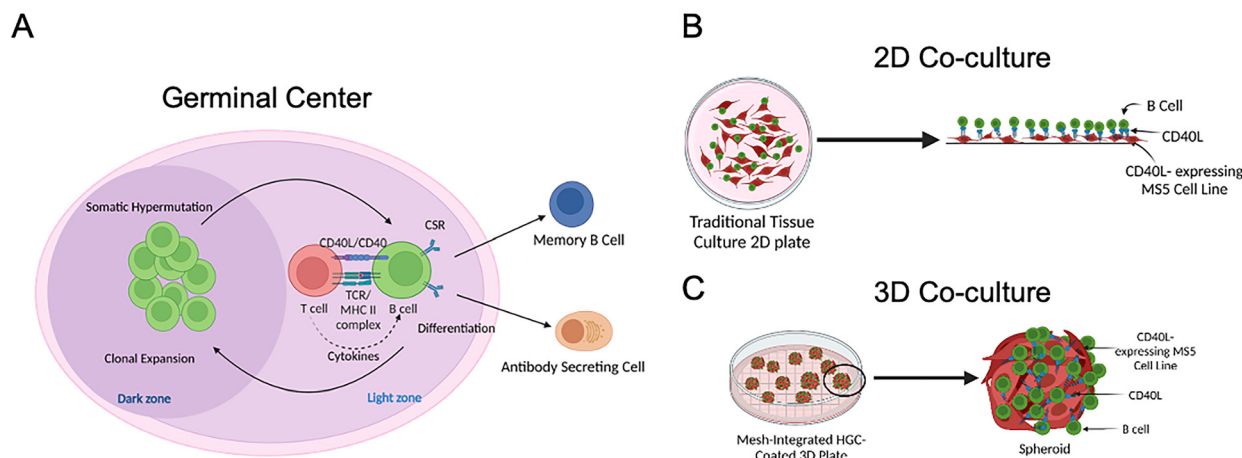 A
Germinal Center
Somatic Hypermutation
Clonal Expansion
Dark zone
CD40L/CD40
CSR
T cell
TCR/
MHC II
complex
B cell
Cytokines
Differentiation
Light zone
Memory B Cell
Antibody Secreting Cell
B
2D Co-culture
Traditional Tissue
Culture 2D plate
B Cell
CD40L
CD40L- expressing
MS5 Cell Line
C
3D Co-culture
Mesh-Integrated HGC-
Coated 3D Plate
CD40L-
expressing MS5
Cell Line
CD40L
B cell
Spheroid